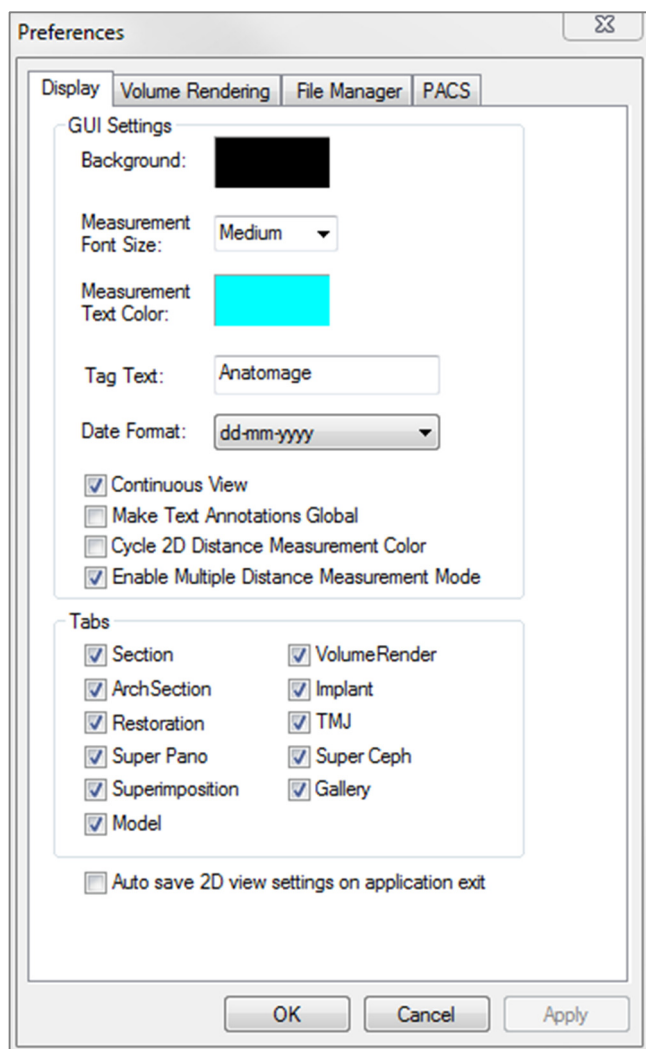 Preferences
Display Volume Rendering File Manager PACS
GUI Settings
Background:
Measurement
Font Size: Medium
Measurement
Text Color:
Tag Text: Anatomage
Date Format: dd-mm-yyyy
Continuous View
Make Text Annotations Global
Cycle 2D Distance Measurement Color
Enable Multiple Distance Measurement Mode
Tabs
Section VolumeRender
ArchSection Implant
Restoration TMJ
Super Pano Super Ceph
Superimposition Gallery
Model
Auto save 2D view settings on application exit
OK Cancel Apply